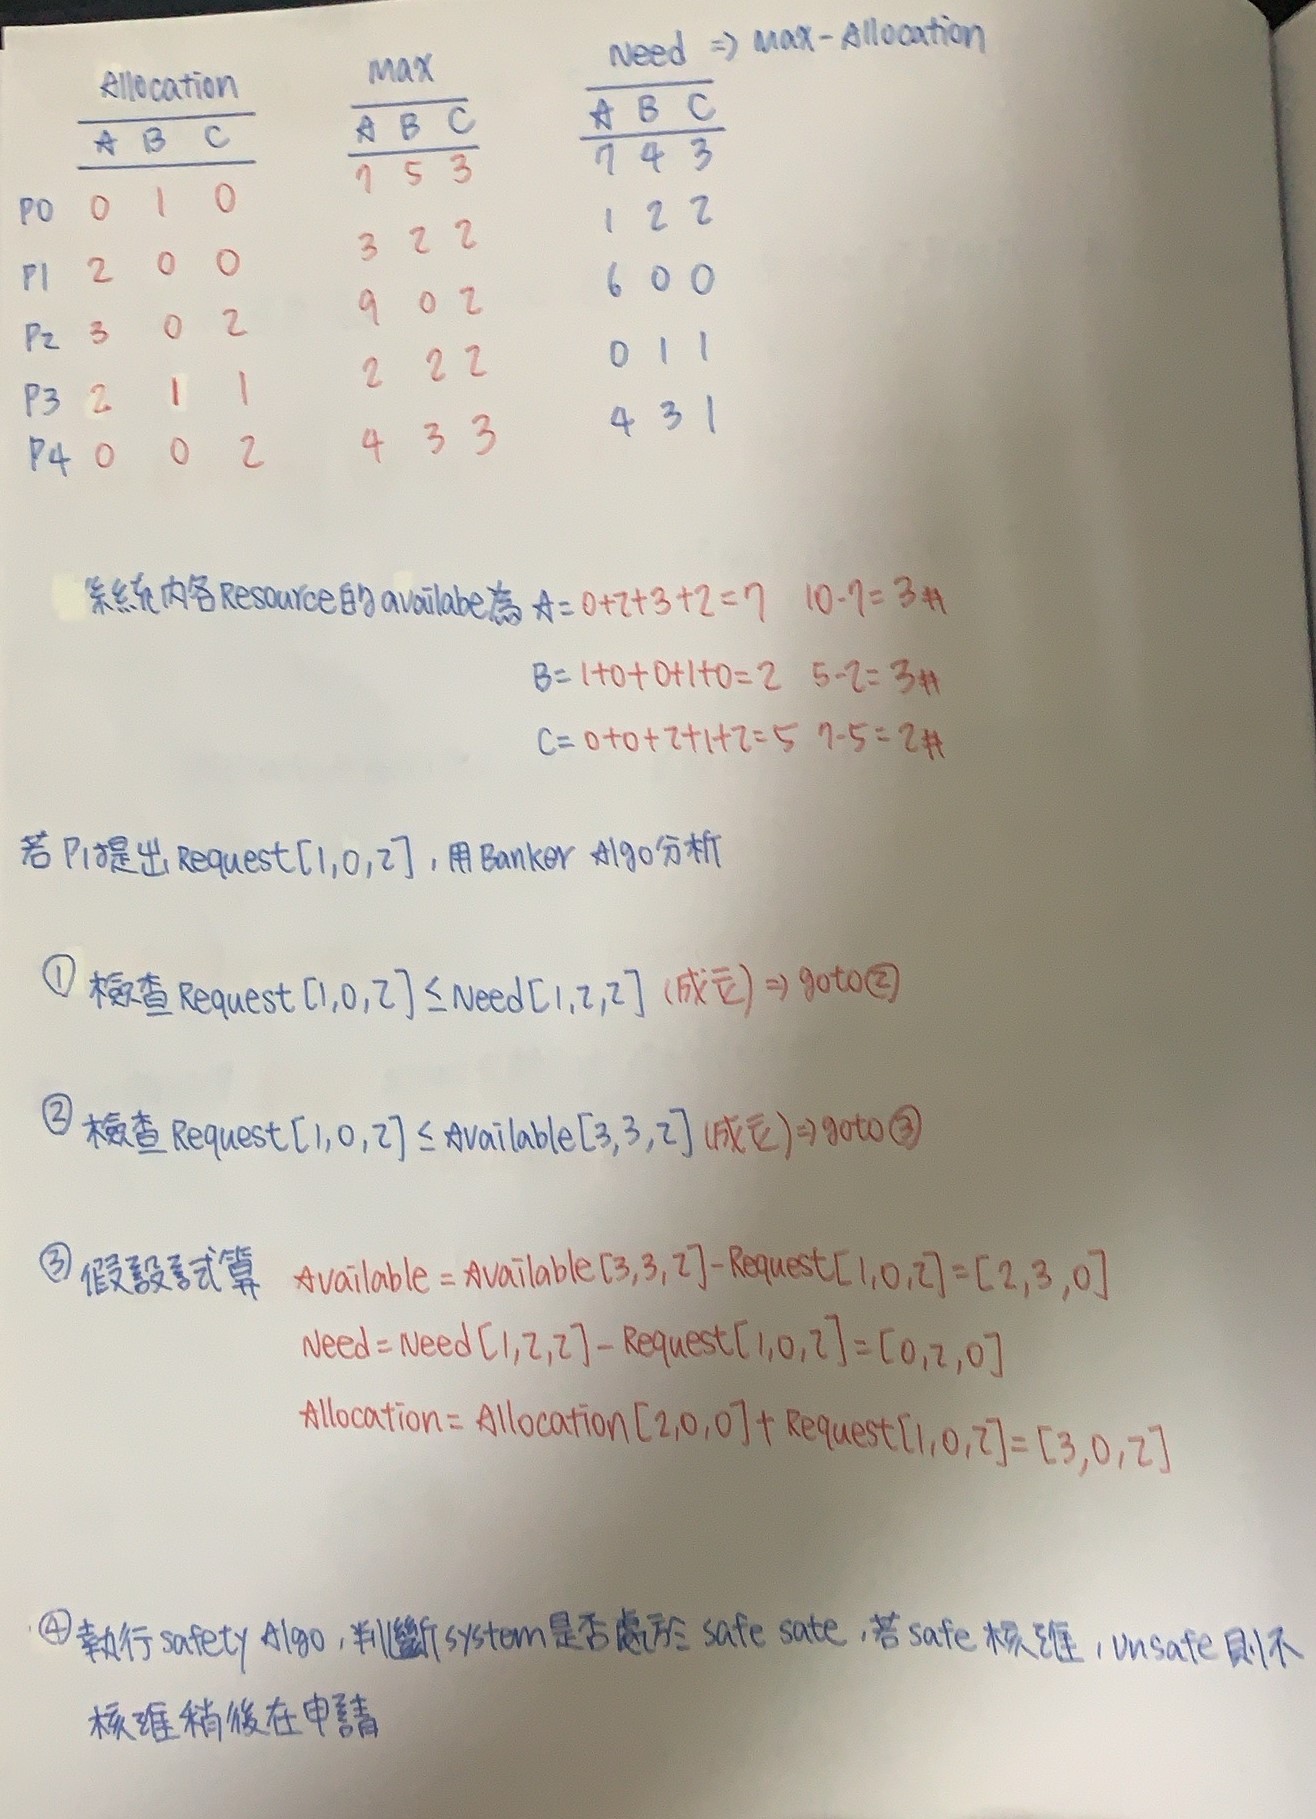 Allocation Max Need => Max-Allocation
A B C A B C A B C
P0 0 1 0 7 5 3 7 4 3
P1 2 0 0 3 2 2 1 2 2
P2 3 0 2 9 0 2 6 0 0
P3 2 1 1 2 2 2 0 1 1
P4 0 0 2 4 3 3 4 3 1
系統內各Resource的availabe為 A=0+2+3+2=7 10-7=3#
B=1+0+0+1+0=2 5-2=3#
C=0+0+2+1+2=5 7-5=2#
若P1提出Request[1,0,2],用Banker Algo分析
① 檢查Request[1,0,2]≤Need[1,2,2] (成立)=>goto②
② 檢查Request[1,0,2]≤Available[3,3,2] (成立)=>goto③
③ 假設試算 Available=Available[3,3,2]-Request[1,0,2]=[2,3,0]
Need=Need[1,2,2]-Request[1,0,2]=[0,2,0]
Allocation=Allocation[2,0,0]+Request[1,0,2]=[3,0,2]
④ 執行safety Algo,判斷system是否處於safe sate,若safe核准,unsafe則不
核准稍後在申請